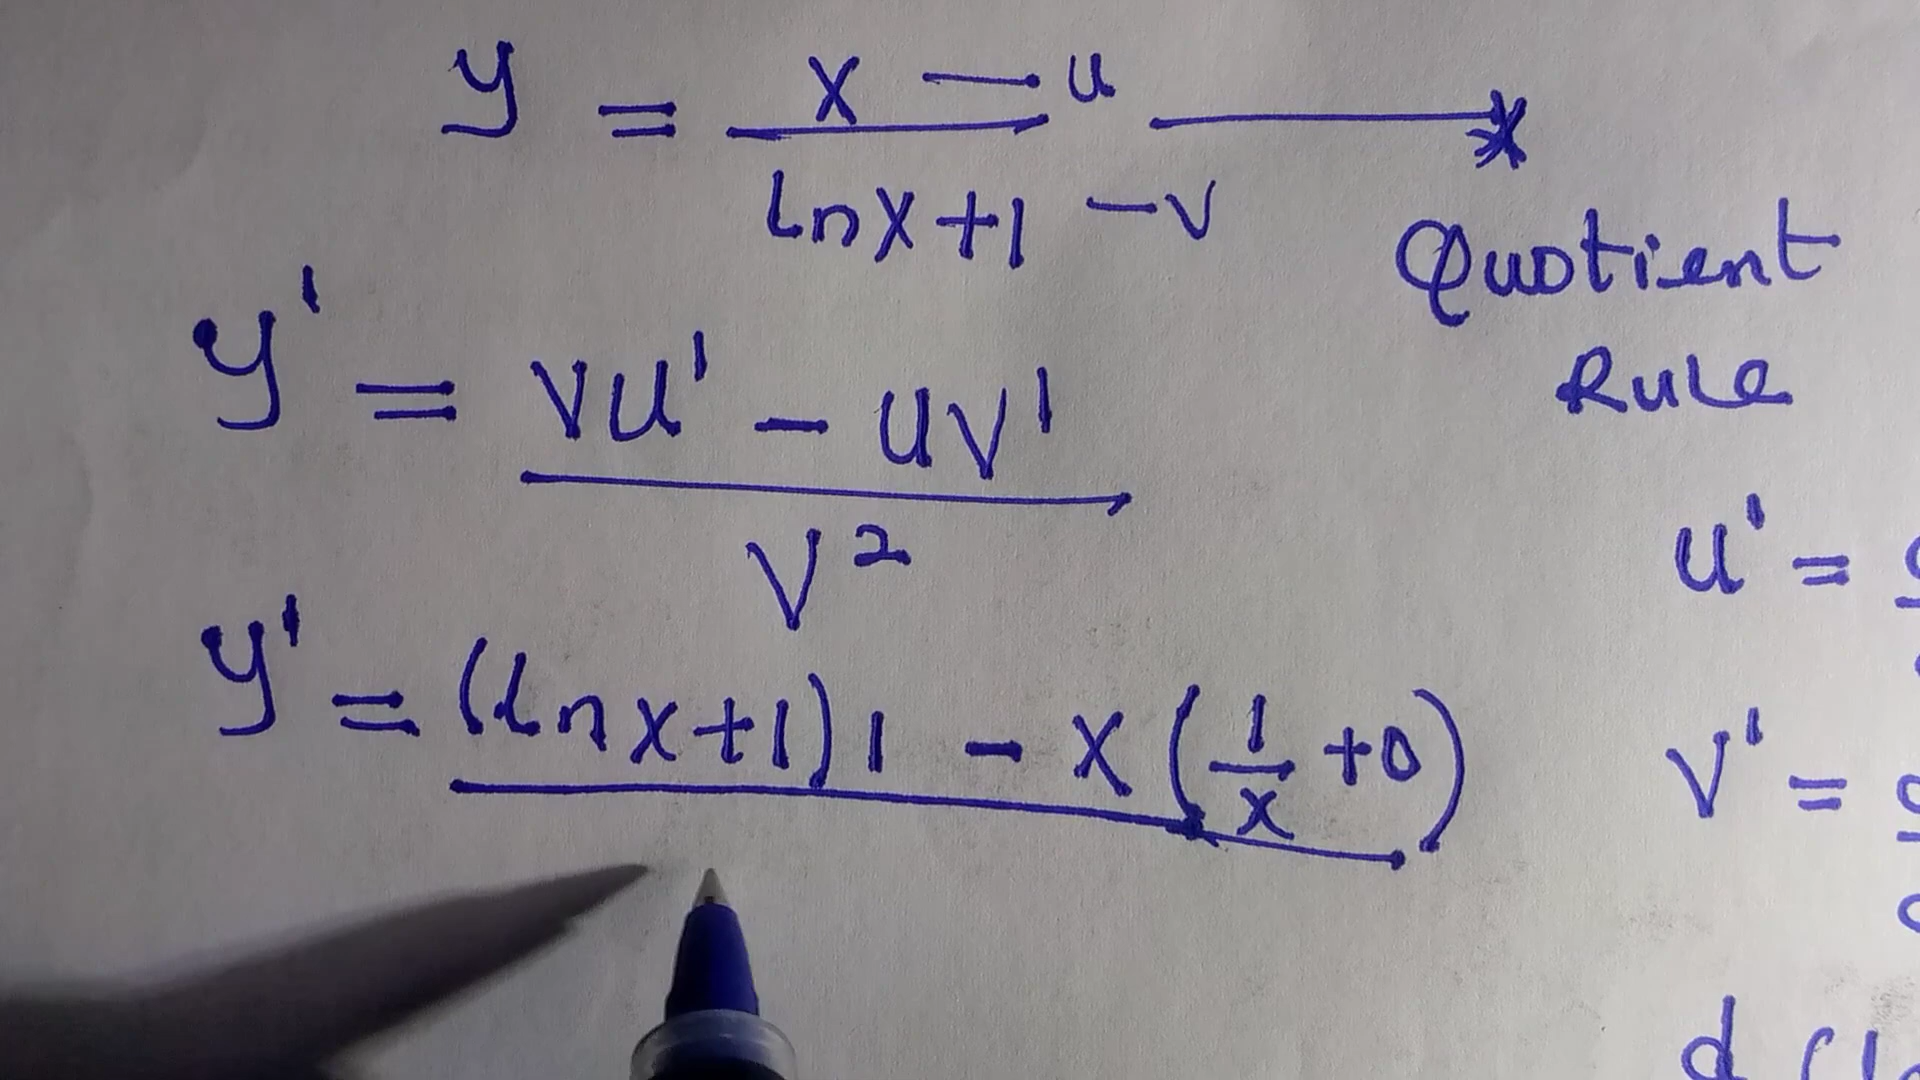 y = x — u
lnx+1 – v
Quotient
Rule
y' = vu' - uv'
v²
u' =
y' = (lnx+1)1 - x(1/x +0)
v' =
d